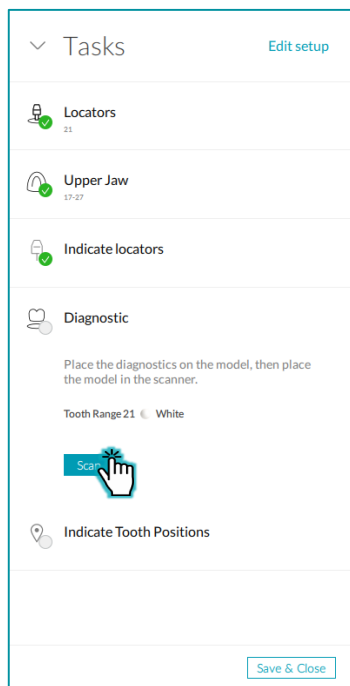 Tasks
Edit setup
Locators
21
Upper Jaw
17-27
Indicate locators
Diagnostic
Place the diagnostics on the model, then place
the model in the scanner.
Tooth Range 21 White
Indicate Tooth Positions
Save & Close